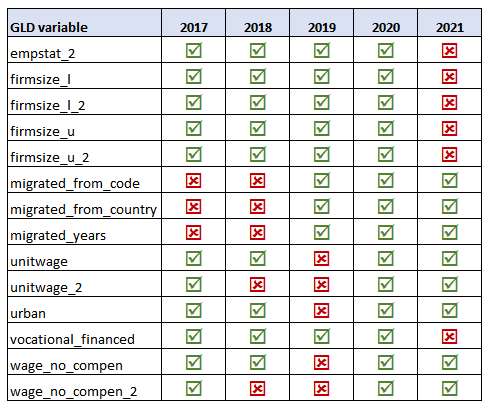 GLD variable 2017 2018 2019 2020 2021
empstat_2
firmsize_l
firmsize_l_2
firmsize_u
firmsize_u_2
migrated_from_code
migrated_from_country
migrated_years
unitwage
unitwage_2
urban
vocational_financed
wage_no_compen
wage_no_compen_2